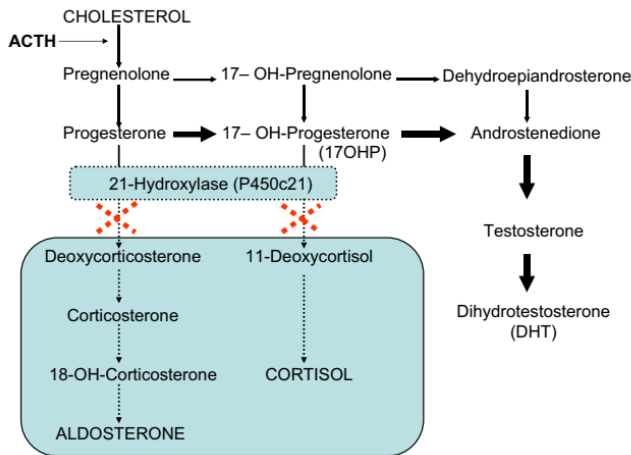 CHOLESTEROL
ACTH
Pregnenolone
17– OH-Pregnenolone
Dehydroepiandrosterone
Progesterone
17– OH-Progesterone
(17OHP)
Androstenedione
21-Hydroxylase (P450c21)
Testosterone
Deoxycorticosterone
11-Deoxycortisol
Corticosterone
Dihydrotestosterone
(DHT)
18-OH-Corticosterone
CORTISOL
ALDOSTERONE